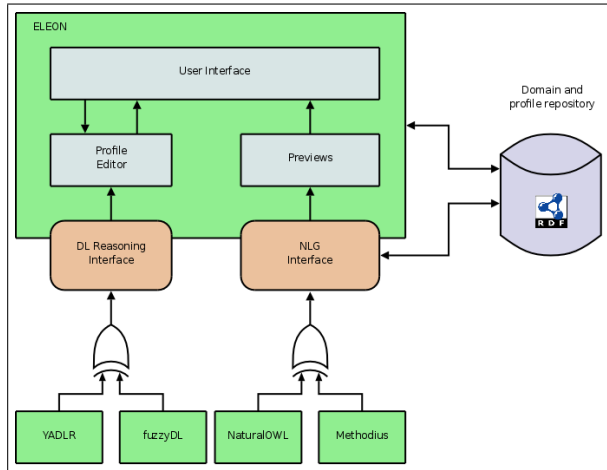 ELEON
User Interface
Domain and
profile repository
Profile
Editor
Previews
RDF
DL Reasoning
Interface
NLG
Interface
YADLR
fuzzyDL
NaturalOWL
Methodius